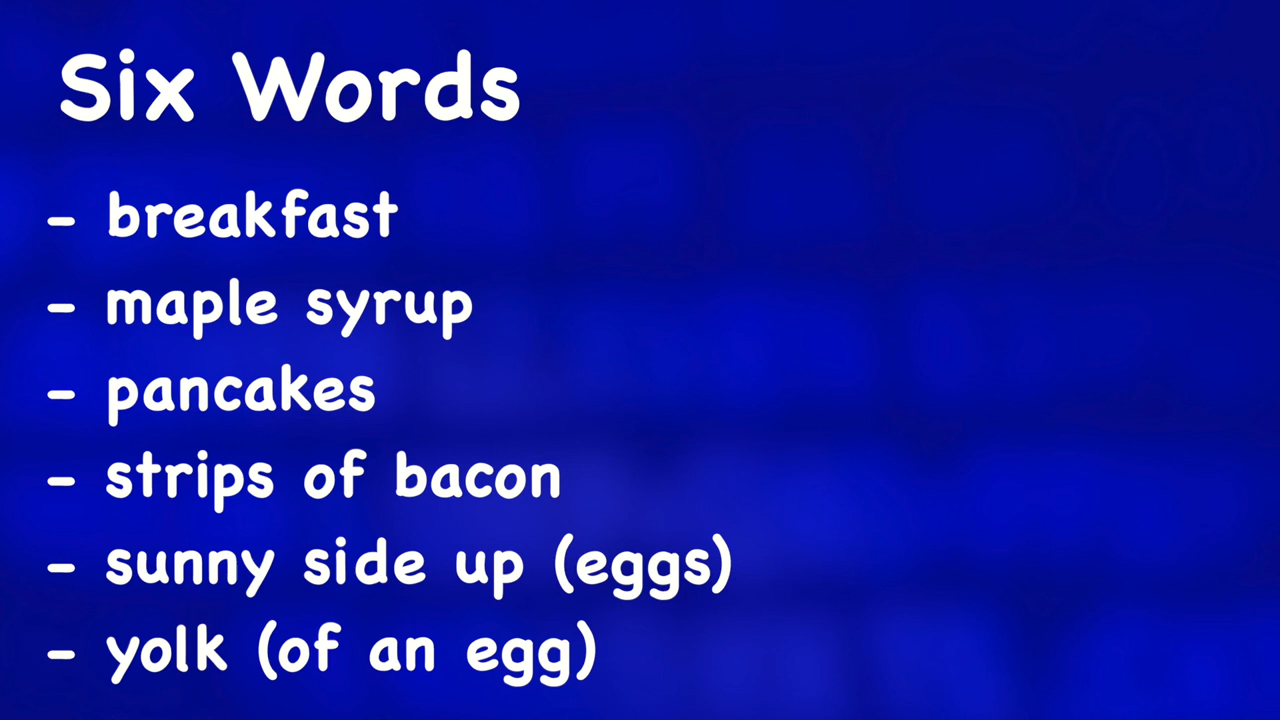 Six Words
- breakfast
- maple syrup
- pancakes
- strips of bacon
- sunny side up (eggs)
- yolk (of an egg)